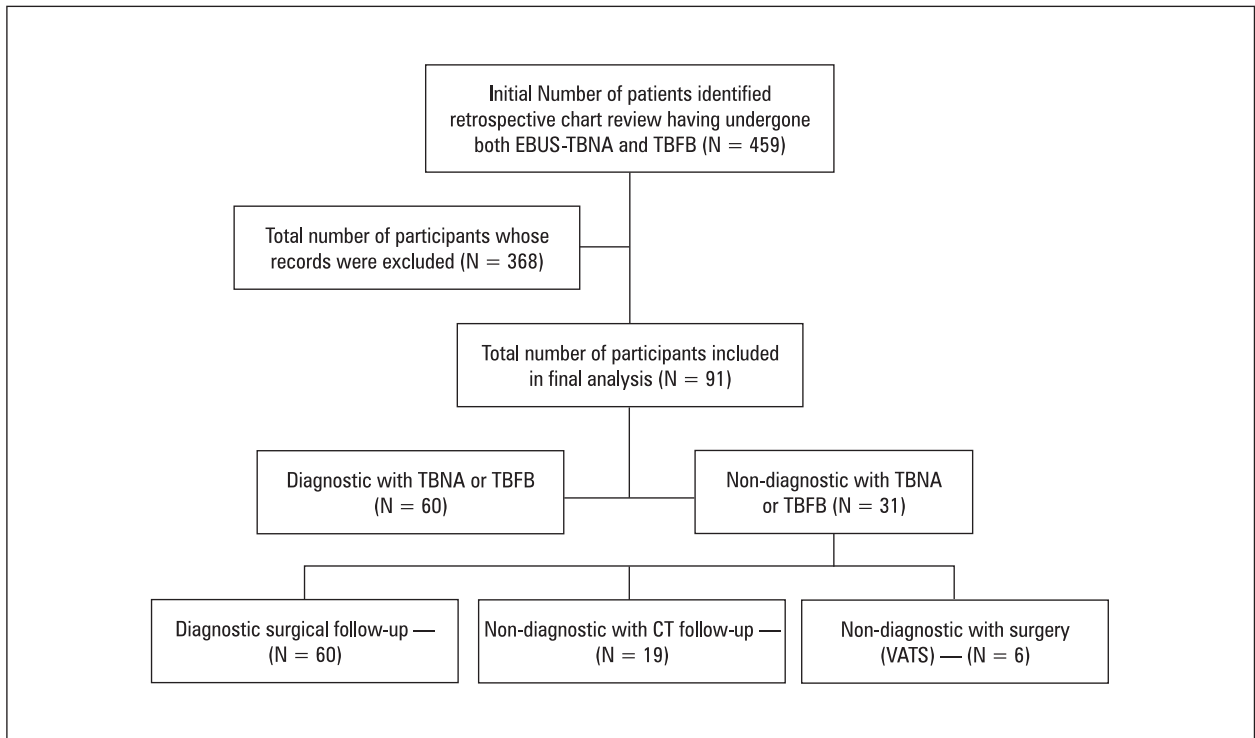 Initial Number of patients identified
retrospective chart review having undergone
both EBUS-TBNA and TBFB (N = 459)
Total number of participants whose
records were excluded (N = 368)
Total number of participants included
in final analysis (N = 91)
Diagnostic with TBNA or TBFB
(N = 60)
Non-diagnostic with TBNA
or TBFB (N = 31)
Diagnostic surgical follow-up —
(N = 60)
Non-diagnostic with CT follow-up —
(N = 19)
Non-diagnostic with surgery
(VATS) — (N = 6)